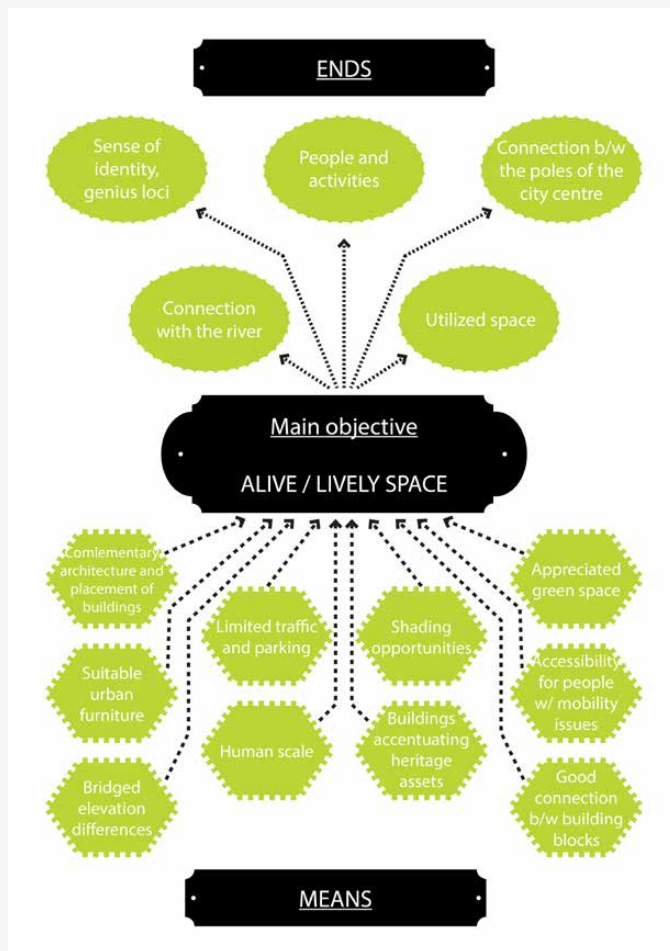 ENDS
Sense of
identity,
genius loci
People and
activities
Connection b/w
the poles of the
city centre
Connection
with the river
Utilized space
Main objective
ALIVE / LIVELY SPACE
Comlementary
architecture and
placement of
buildings
Limited traffic
and parking
Shading
opportunities
Appreciated
green space
Suitable
urban
furniture
Human scale
Buildings
accentuating
heritage
assets
Accessibility
for people
w/ mobility
issues
Bridged
elevation
differences
Good
connection
b/w building
blocks
MEANS